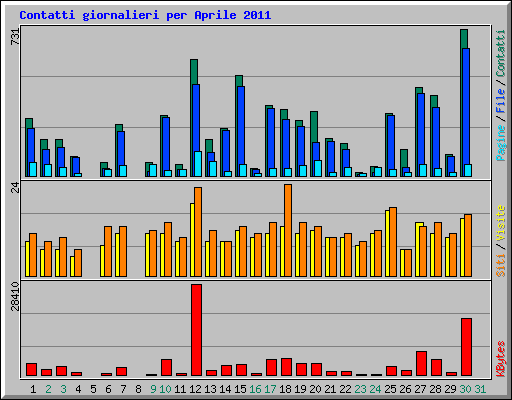 Contatti giornalieri per Aprile 2011
731
Pagine / File / Contatti
24
Siti / Visite
28410
KBytes
1 2 3 4 5 6 7 8 9 10 11 12 13 14 15 16 17 18 19 20 21 22 23 24 25 26 27 28 29 30 31